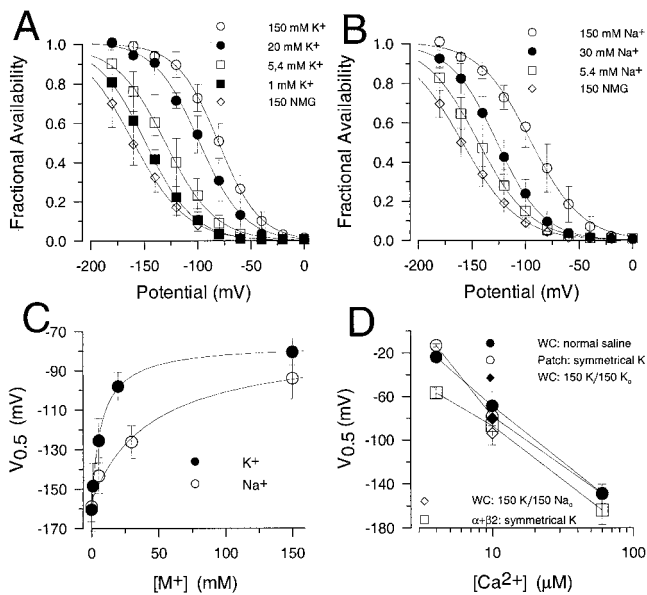 A
150 mM K+
20 mM K+
5,4 mM K+
1 mM K+
150 NMG
Fractional Availability
1.0
0.8
0.6
0.4
0.2
0.0
-200 -150 -100 -50 0
Potential (mV)
B
150 mM Na+
30 mM Na+
5.4 mM Na+
150 NMG
Fractional Availability
1.0
0.8
0.6
0.4
0.2
0.0
-200 -150 -100 -50 0
Potential (mV)
C
V0.5 (mV)
-70
-90
-110
-130
-150
-170
K+
Na+
0 50 100 150
[M+] (mM)
D
WC: normal saline
Patch: symmetrical K
WC: 150 K/150 Ko
V0.5 (mV)
-20
-60
-100
-140
-180
WC: 150 K/150 Nao
α+β2: symmetrical K
10 100
[Ca2+] (μM)